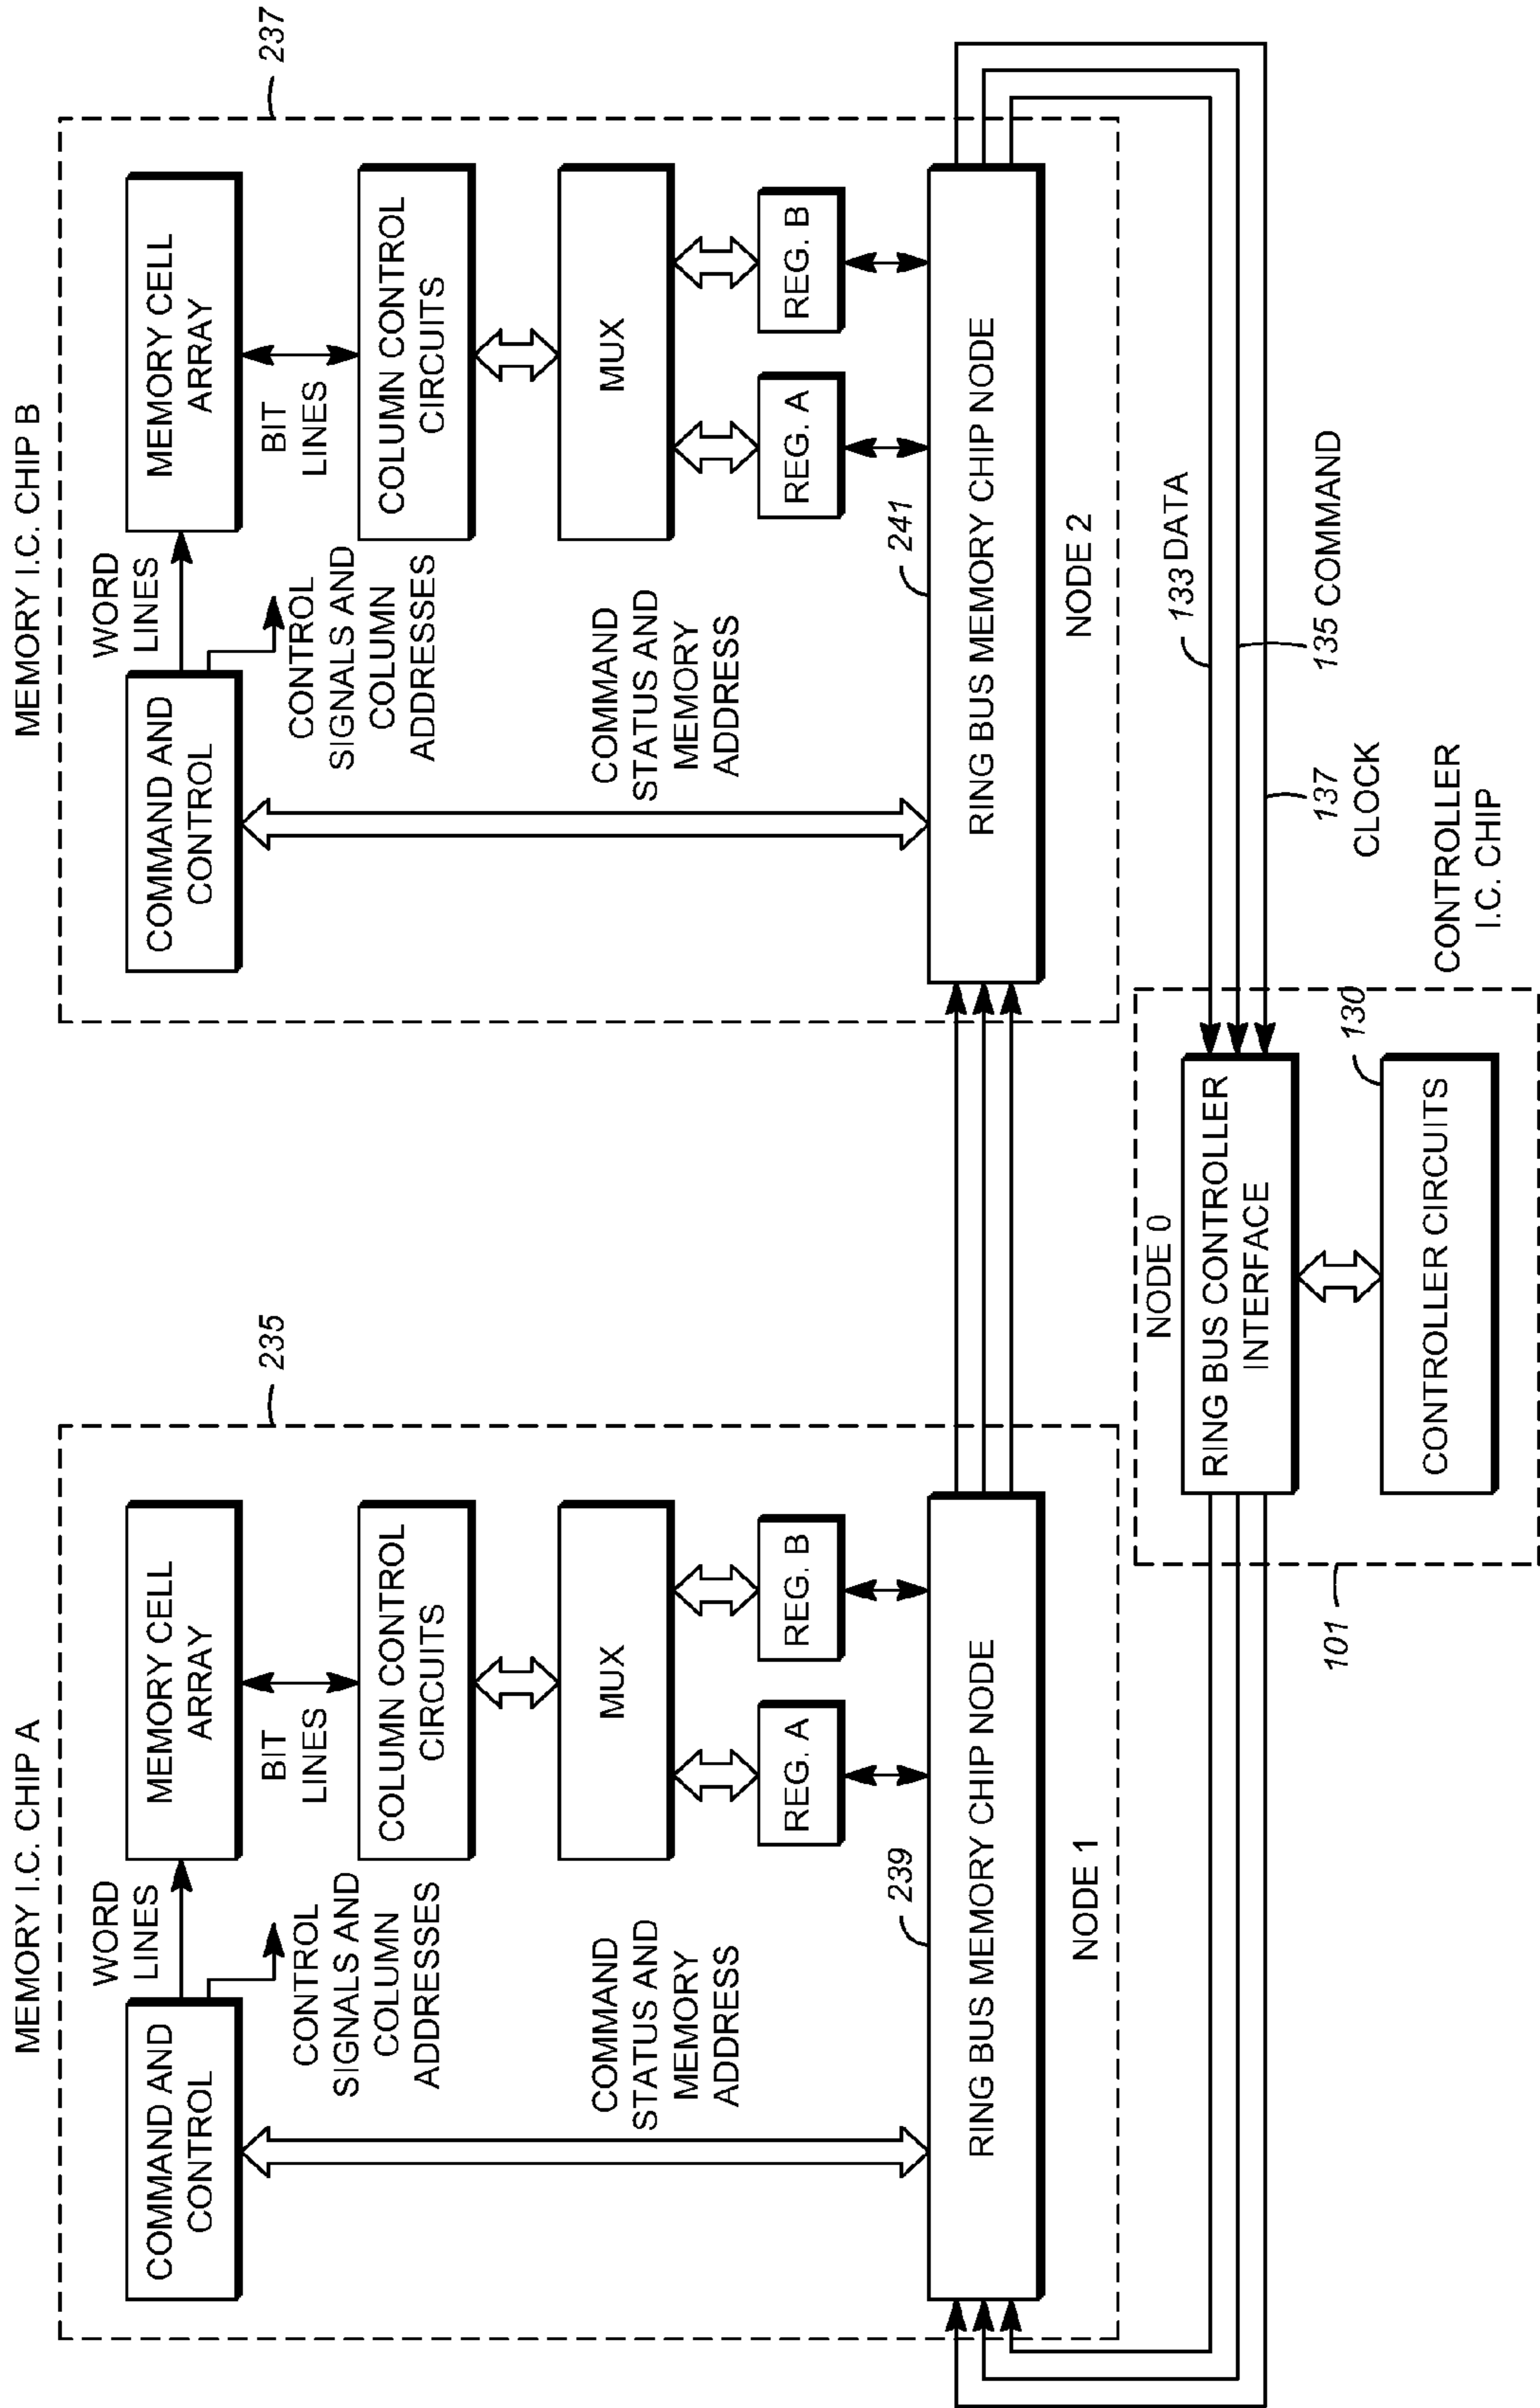 MEMORY I.C. CHIP A
235
COMMAND AND
CONTROL
WORD
LINES
MEMORY CELL
ARRAY
BIT
LINES
CONTROL
SIGNALS AND
COLUMN
ADDRESSES
COLUMN CONTROL
CIRCUITS
COMMAND
STATUS AND
MEMORY
ADDRESS
MUX
REG. A
REG. B
239
RING BUS MEMORY CHIP NODE
NODE 1
MEMORY I.C. CHIP B
237
COMMAND AND
CONTROL
WORD
LINES
MEMORY CELL
ARRAY
BIT
LINES
CONTROL
SIGNALS AND
COLUMN
ADDRESSES
COLUMN CONTROL
CIRCUITS
COMMAND
STATUS AND
MEMORY
ADDRESS
MUX
REG. A
REG. B
241
RING BUS MEMORY CHIP NODE
NODE 2
NODE 0
RING BUS CONTROLLER
INTERFACE
130
CONTROLLER CIRCUITS
101
133 DATA
135 COMMAND
137
CLOCK
CONTROLLER
I.C. CHIP